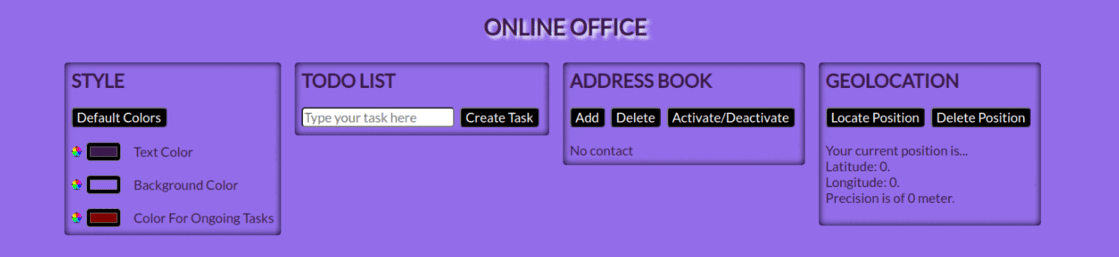 ONLINE OFFICE
STYLE
Default Colors
Text Color
Background Color
Color For Ongoing Tasks
TODO LIST
Type your task here Create Task
ADDRESS BOOK
Add Delete Activate/Deactivate
No contact
GEOLOCATION
Locate Position Delete Position
Your current position is...
Latitude: 0.
Longitude: 0.
Precision is of 0 meter.